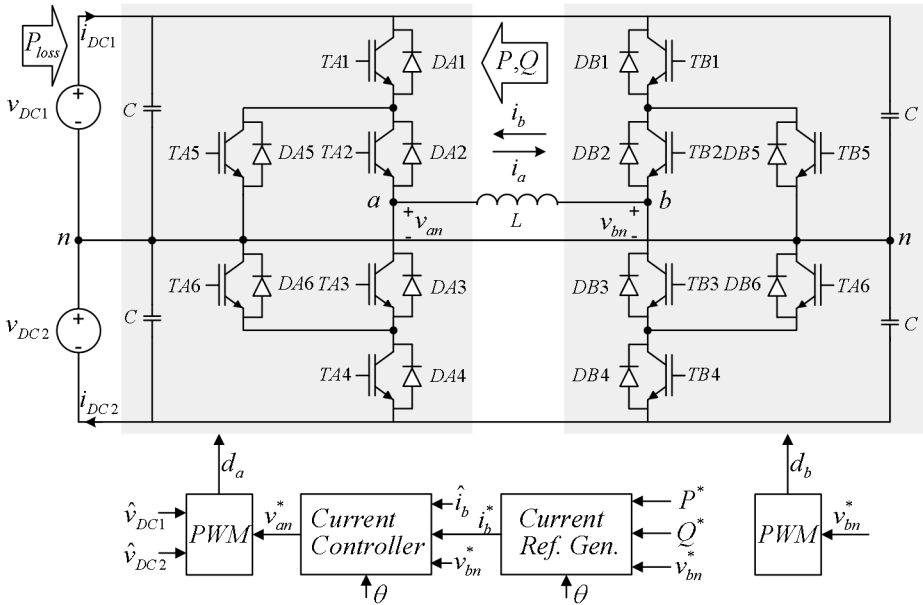 P_loss
i_DC1
v_DC1
C
TA1
DA1
P,Q
DB1
TB1
C
i_b
i_a
TA5
DA5
TA2
DA2
DB2
TB2
DB5
TB5
a
L
b
+
v_an
-
+
v_bn
-
n
n
TA6
DA6
TA3
DA3
DB3
TB3
DB6
TA6
v_DC2
C
C
TA4
DA4
DB4
TB4
i_DC2
d_a
d_b
v̂_DC1
v̂_DC2
PWM
v*_an
Current
Controller
î_b
i*_b
v*_bn
θ
Current
Ref. Gen.
P*
Q*
v*_bn
θ
PWM
v*_bn